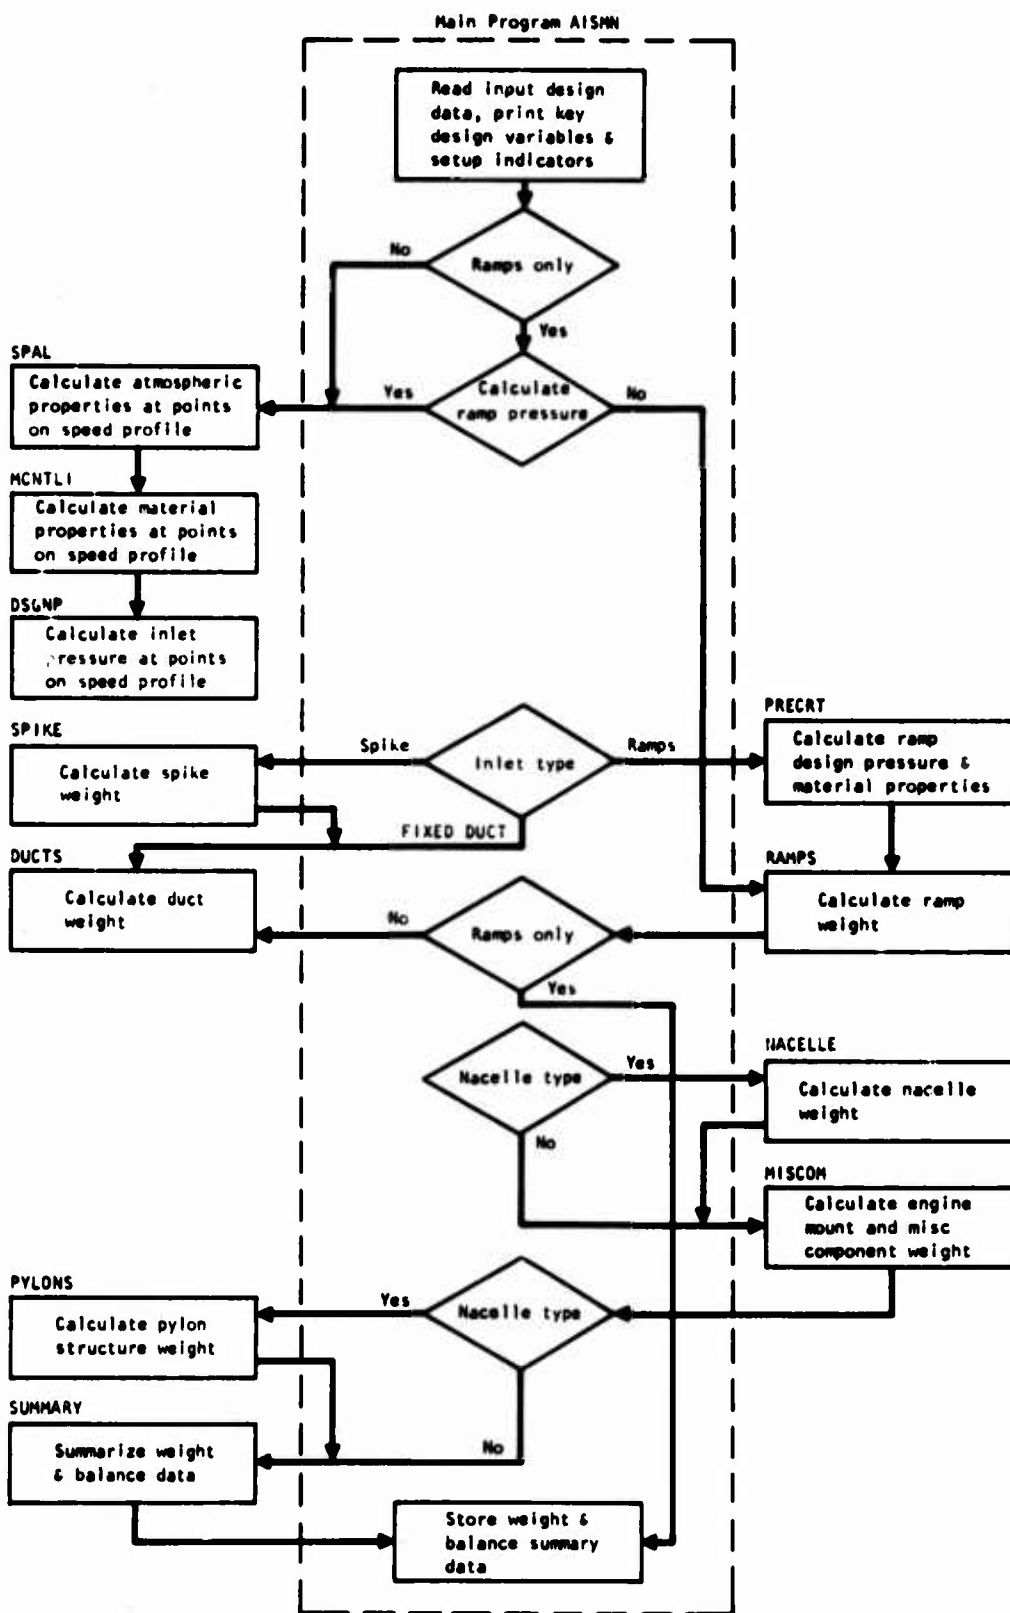 Main Program AISMN
Read input design
data, print key
design variables &
setup indicators
No
Ramps only
Yes
SPAL
Calculate atmospheric
properties at points
on speed profile
Yes
Calculate
ramp pressure
No
MCNTLI
Calculate material
properties at points
on speed profile
DSGNP
Calculate inlet
pressure at points
on speed profile
SPIKE
Calculate spike
weight
Spike
Inlet type
Ramps
PRECRT
Calculate ramp
design pressure &
material properties
FIXED DUCT
DUCTS
Calculate duct
weight
No
Ramps only
Yes
RAMPS
Calculate ramp
weight
Nacelle type
Yes
No
NACELLE
Calculate nacelle
weight
MISCOM
Calculate engine
mount and misc
component weight
PYLONS
Calculate pylon
structure weight
Yes
Nacelle type
No
SUMMARY
Summarize weight
& balance data
Store weight &
balance summary
data